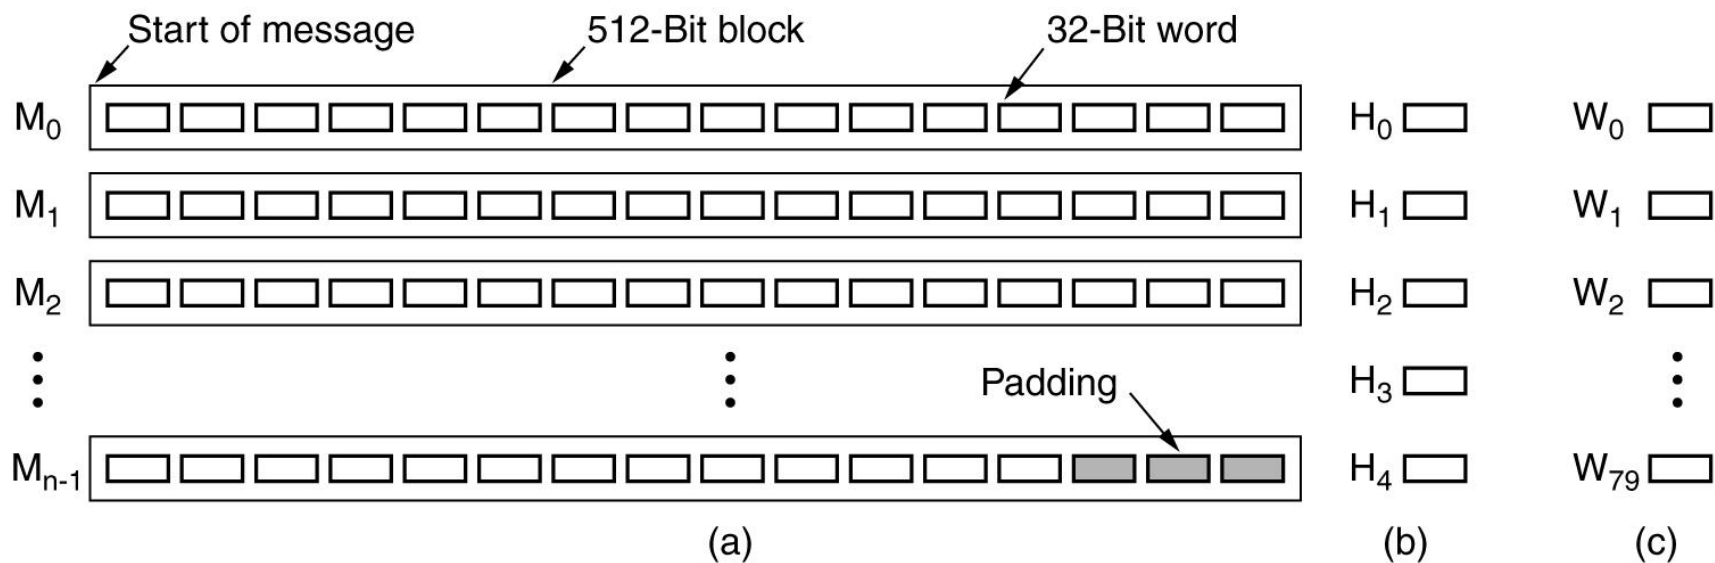 Start of message 512-Bit block 32-Bit word
M0 H0 W0
M1 H1 W1
M2 H2 W2
Padding H3
Mn-1 H4 W79
(a) (b) (c)